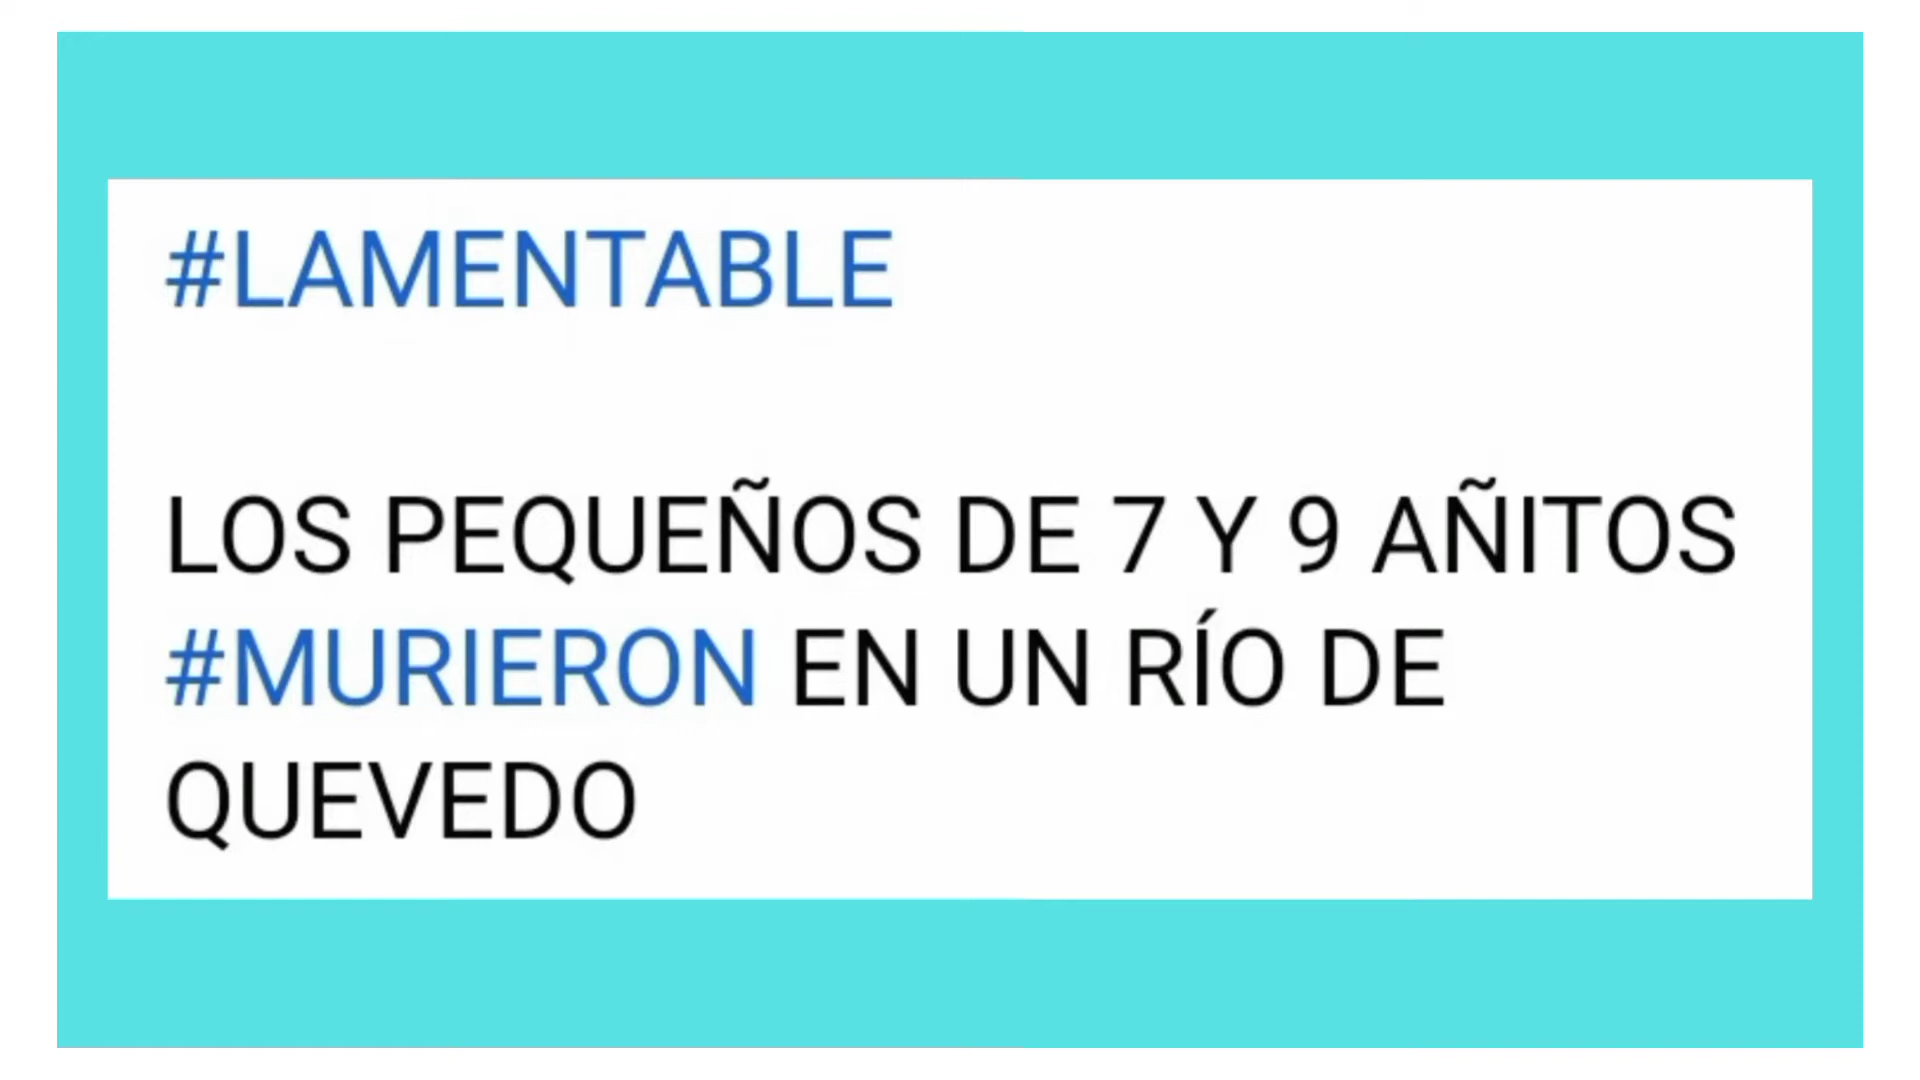 #LAMENTABLE
LOS PEQUEÑOS DE 7 Y 9 AÑITOS
#MURIERON EN UN RÍO DE
QUEVEDO